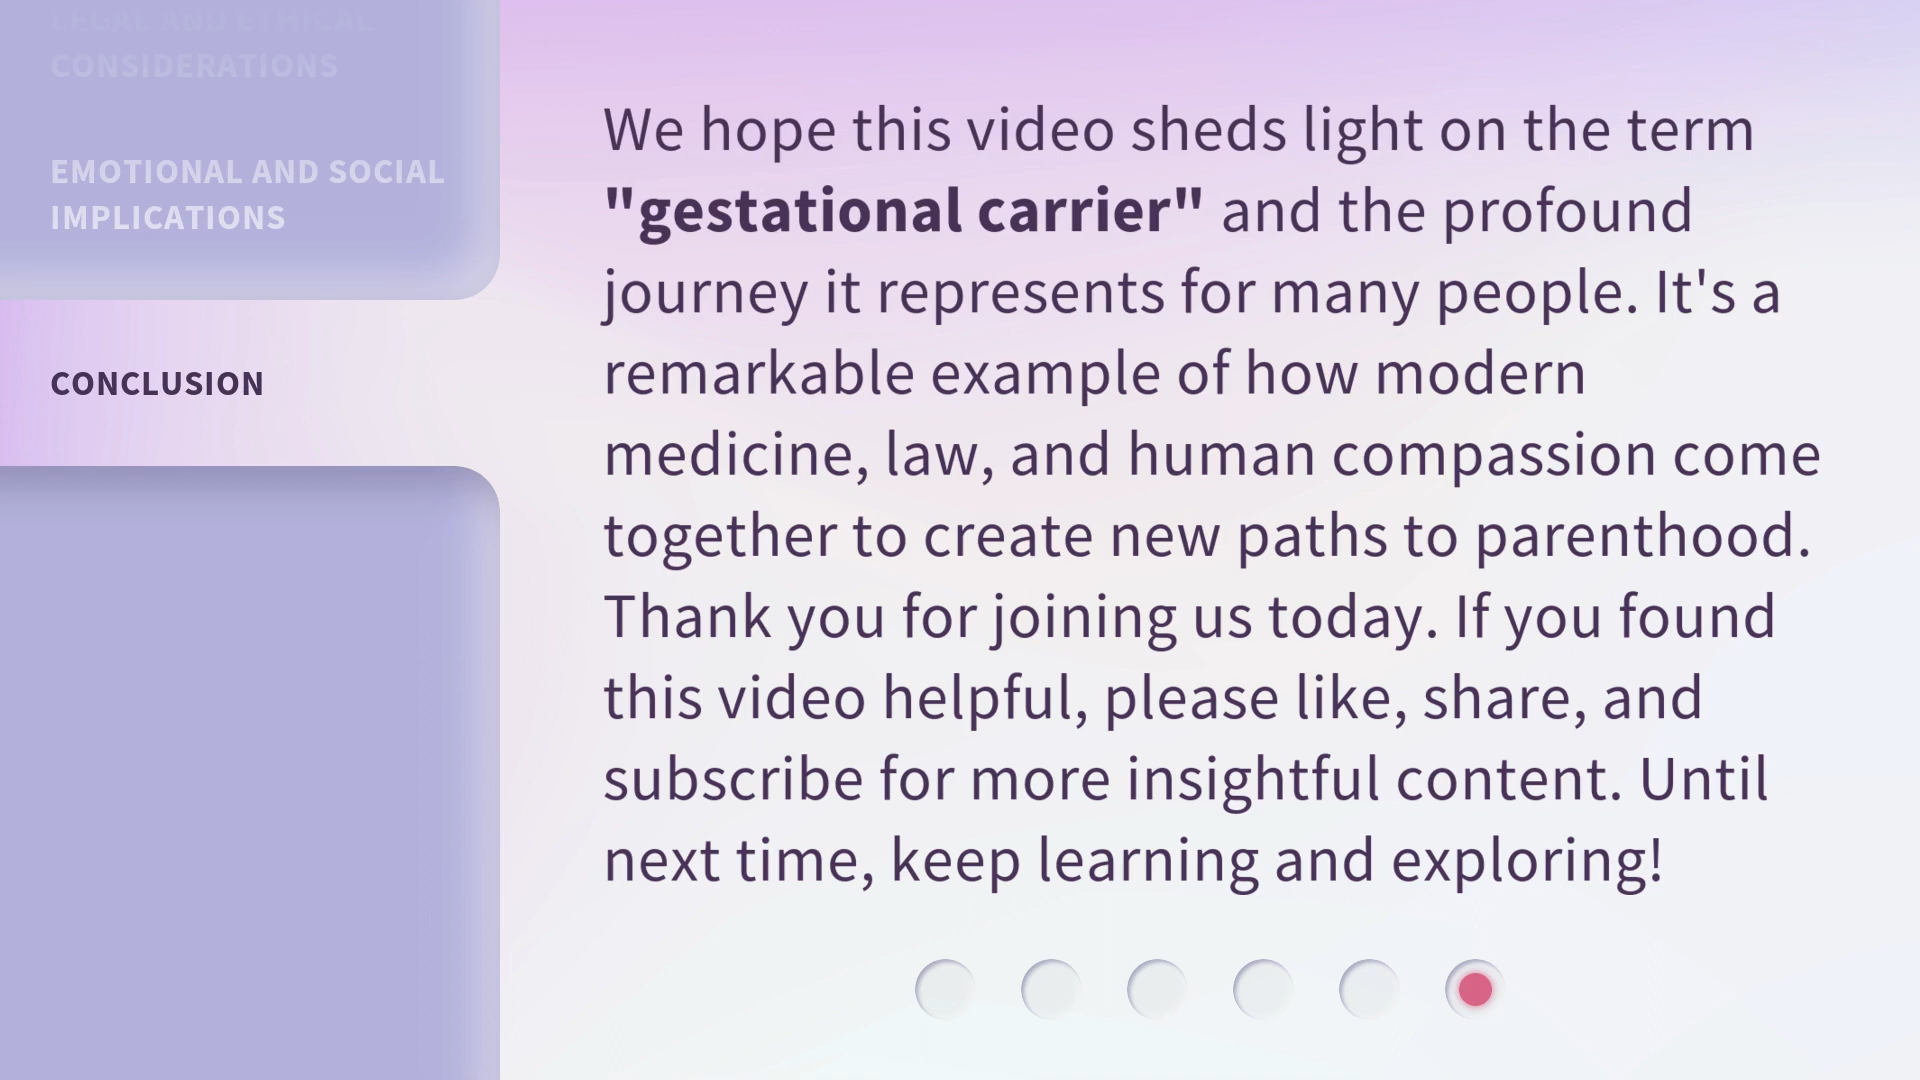 LEGAL AND ETHICAL
CONSIDERATIONS
EMOTIONAL AND SOCIAL
IMPLICATIONS
CONCLUSION
We hope this video sheds light on the term
"gestational carrier" and the profound
journey it represents for many people. It's a
remarkable example of how modern
medicine, law, and human compassion come
together to create new paths to parenthood.
Thank you for joining us today. If you found
this video helpful, please like, share, and
subscribe for more insightful content. Until
next time, keep learning and exploring!